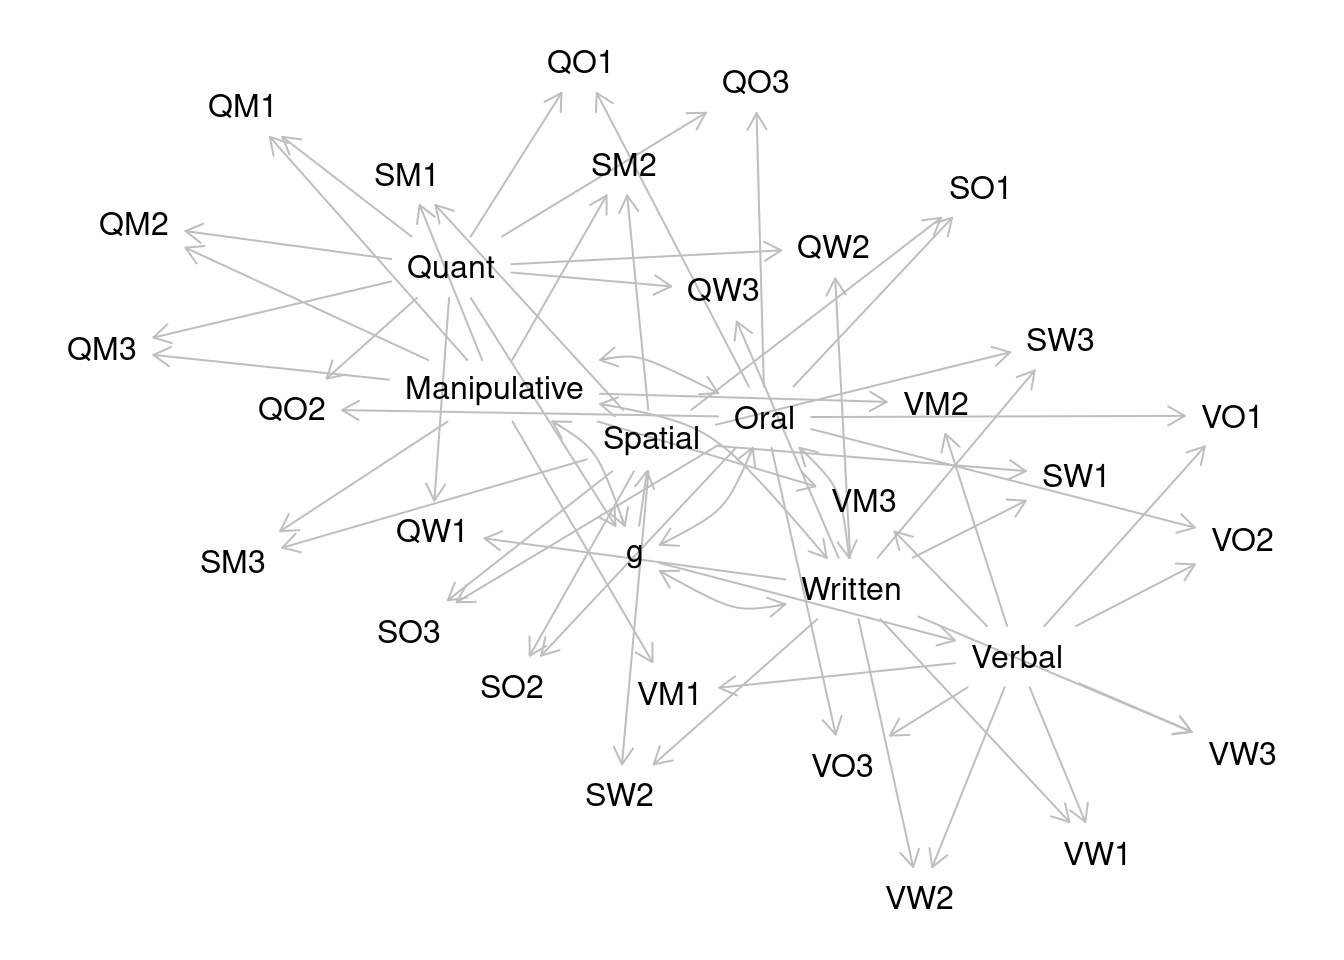 QO1
QO3
QM1
SM2
SM1
SO1
QM2
QW2
Quant
QW3
SW3
QM3
Manipulative
VM2
QO2
Oral
VO1
Spatial
SW1
VM3
QW1
VO2
g
SM3
Written
SO3
Verbal
SO2
VM1
VW3
VO3
SW2
VW1
VW2